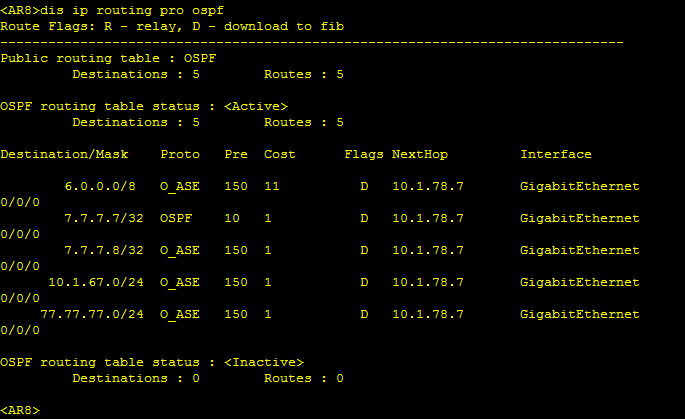 <AR8>dis ip routing pro ospf
Route Flags: R - relay, D - download to fib
------------------------------------------------------------------------------
Public routing table : OSPF
         Destinations : 5        Routes : 5

OSPF routing table status : <Active>
         Destinations : 5        Routes : 5

Destination/Mask    Proto   Pre  Cost      Flags NextHop         Interface

        6.0.0.0/8   O_ASE   150  11          D   10.1.78.7       GigabitEthernet
0/0/0
        7.7.7.7/32  OSPF    10   1           D   10.1.78.7       GigabitEthernet
0/0/0
        7.7.7.8/32  O_ASE   150  1           D   10.1.78.7       GigabitEthernet
0/0/0
      10.1.67.0/24  O_ASE   150  1           D   10.1.78.7       GigabitEthernet
0/0/0
     77.77.77.0/24  O_ASE   150  1           D   10.1.78.7       GigabitEthernet
0/0/0

OSPF routing table status : <Inactive>
         Destinations : 0        Routes : 0

<AR8>